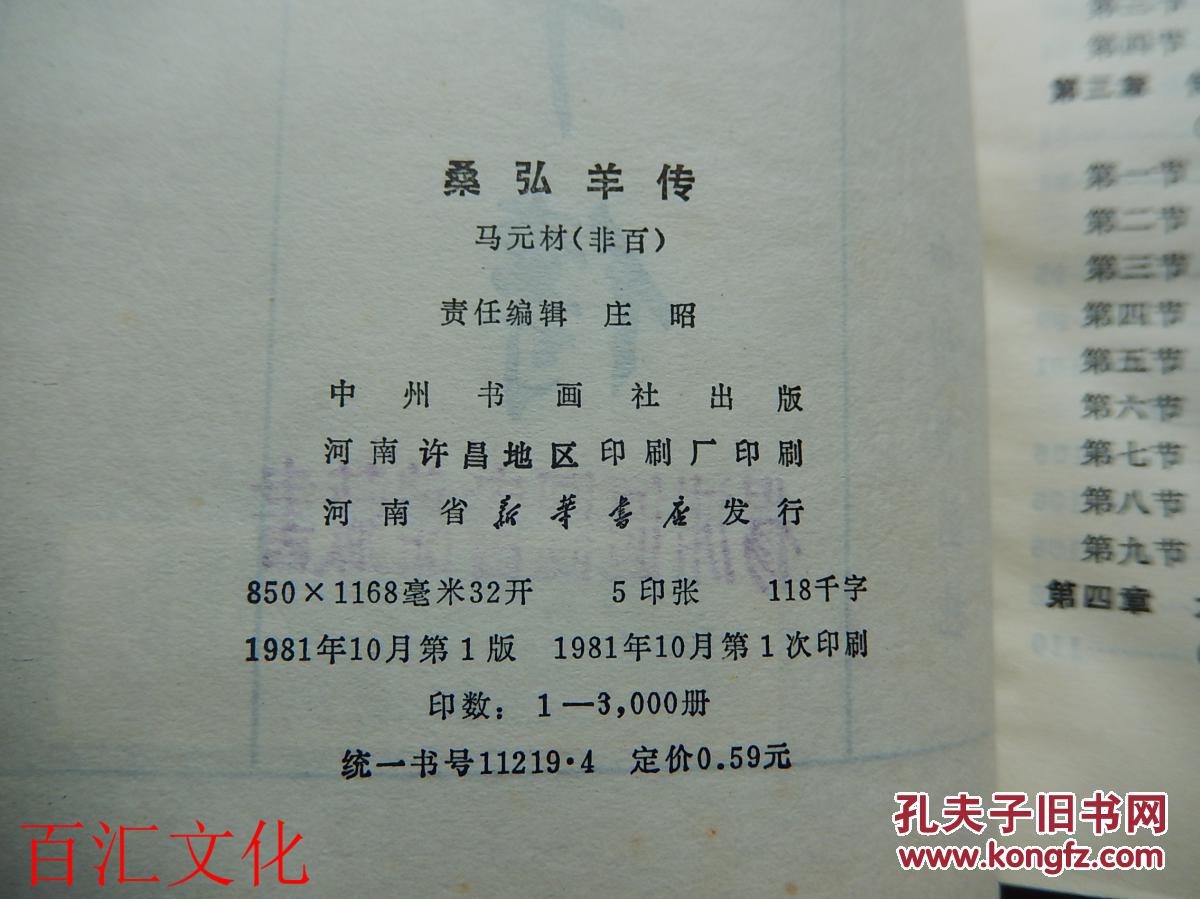 桑弘羊传
马元材(非百)
责任编辑 庄 昭
中州书画社出版
河南许昌地区印刷厂印刷
河南省新华书店发行
850×1168毫米32开 5印张 118千字
1981年10月第1版 1981年10月第1次印刷
印数：1—3,000册
统一书号11219·4 定价0.59元
第四节
第三章
第一节
第二节
第三节
第四节
第五节
第六节
第七节
第八节
第九节
第四章
百汇文化
孔夫子旧书网
www.kongfz.com